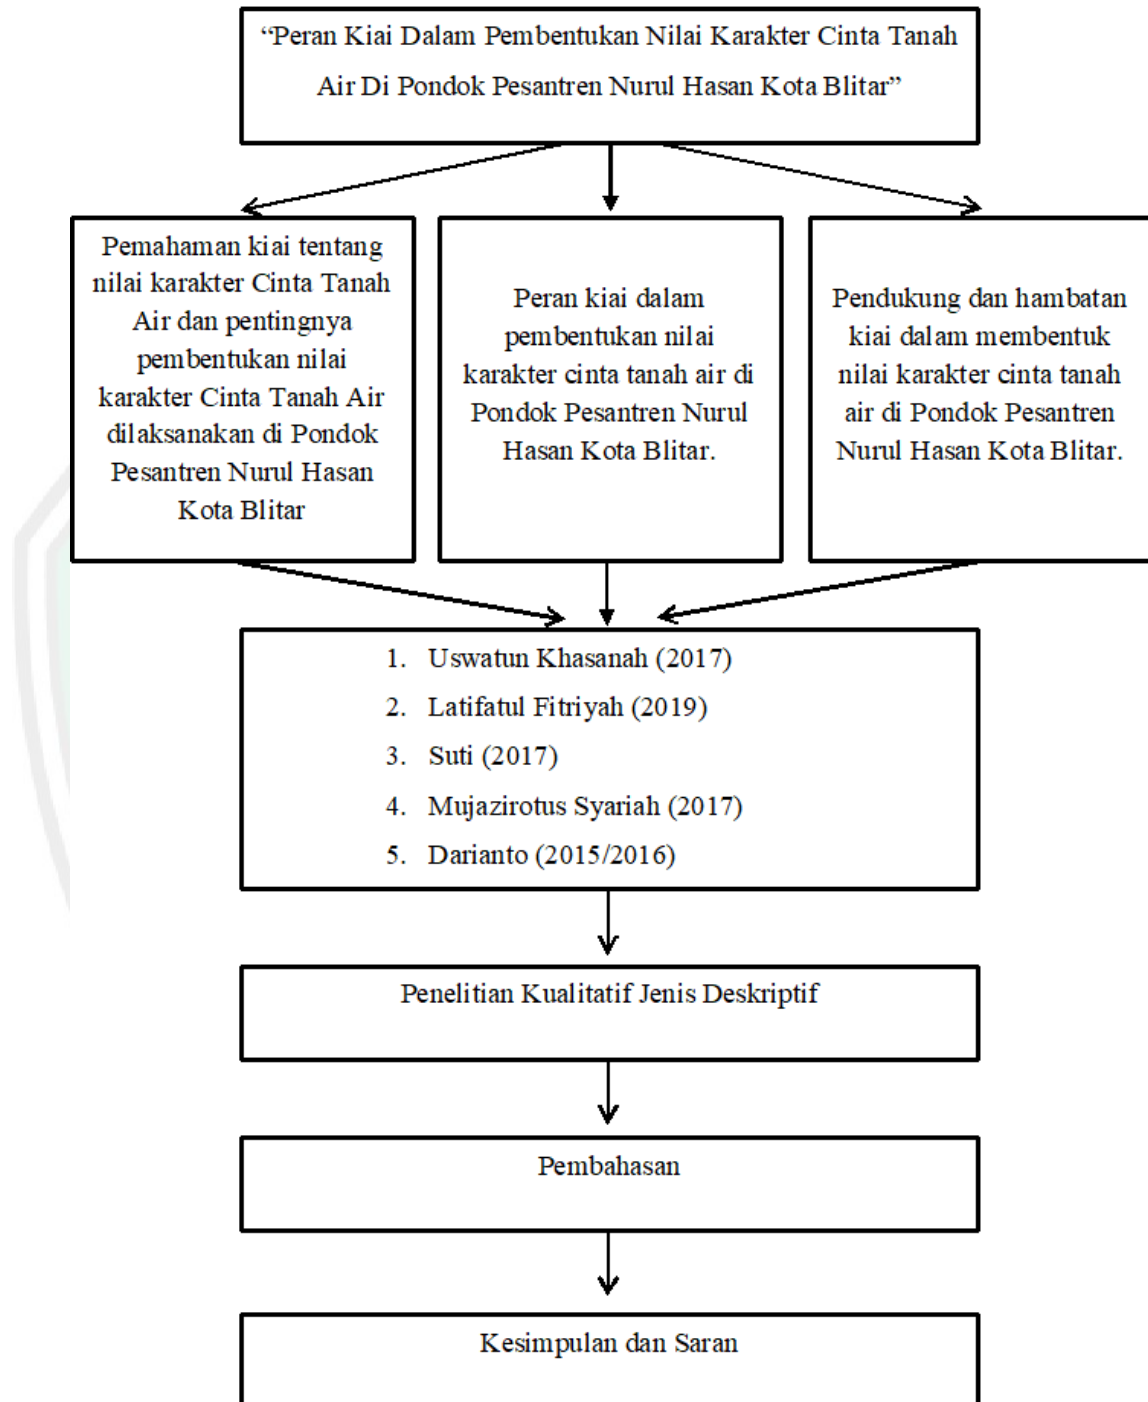 “Peran Kiai Dalam Pembentukan Nilai Karakter Cinta Tanah
Air Di Pondok Pesantren Nurul Hasan Kota Blitar”
Pemahaman kiai tentang
nilai karakter Cinta Tanah
Air dan pentingnya
pembentukan nilai
karakter Cinta Tanah Air
dilaksanakan di Pondok
Pesantren Nurul Hasan
Kota Blitar
Peran kiai dalam
pembentukan nilai
karakter cinta tanah air di
Pondok Pesantren Nurul
Hasan Kota Blitar.
Pendukung dan hambatan
kiai dalam membentuk
nilai karakter cinta tanah
air di Pondok Pesantren
Nurul Hasan Kota Blitar.
1. Uswatun Khasanah (2017)
2. Latifatul Fitriyah (2019)
3. Suti (2017)
4. Mujazirotus Syariah (2017)
5. Darianto (2015/2016)
Penelitian Kualitatif Jenis Deskriptif
Pembahasan
Kesimpulan dan Saran